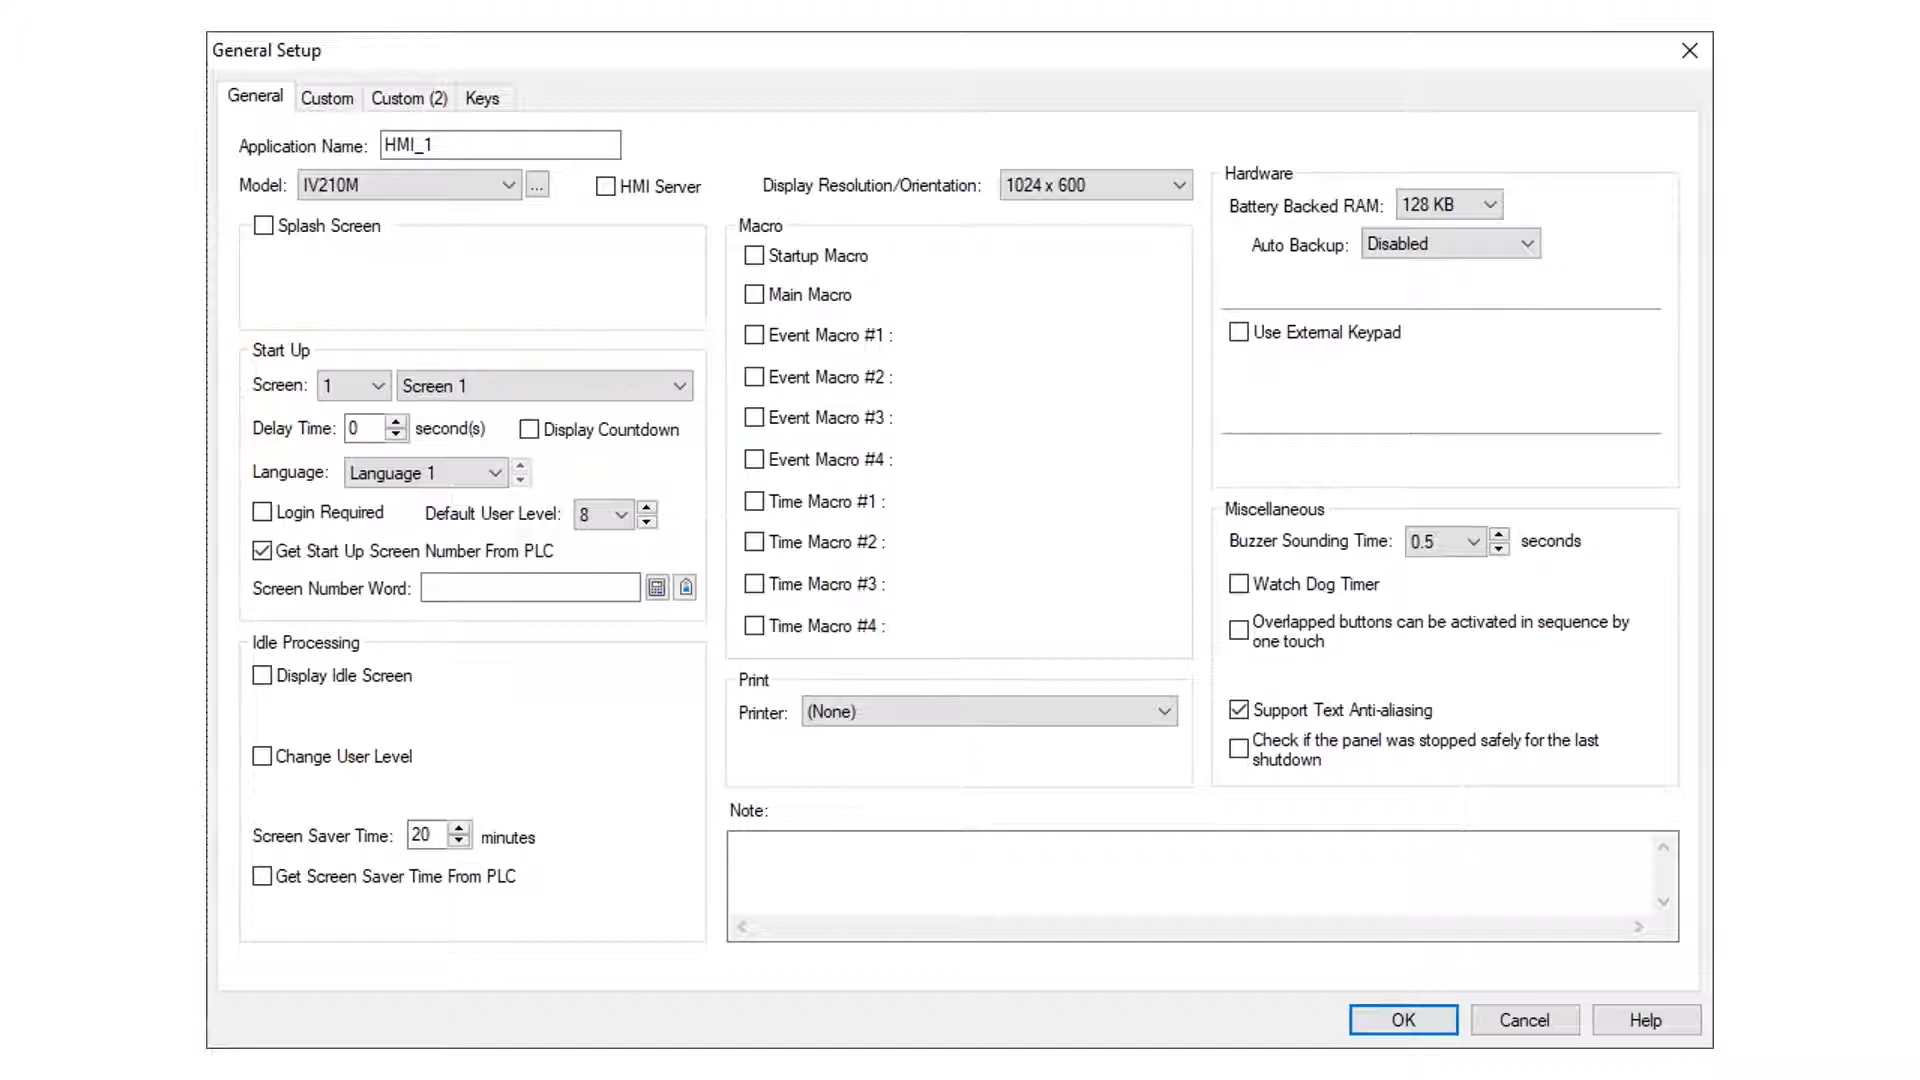 General Setup
General Custom Custom (2) Keys
Application Name: HMI_1
Model: IV210M ... HMI Server Display Resolution/Orientation: 1024 x 600
Splash Screen
Start Up
Screen: 1 Screen 1
Delay Time: 0 second(s) Display Countdown
Language: Language 1
Login Required Default User Level: 8
Get Start Up Screen Number From PLC
Screen Number Word:
Idle Processing
Display Idle Screen
Change User Level
Screen Saver Time: 20 minutes
Get Screen Saver Time From PLC
Macro
Startup Macro
Main Macro
Event Macro #1 :
Event Macro #2 :
Event Macro #3 :
Event Macro #4 :
Time Macro #1 :
Time Macro #2 :
Time Macro #3 :
Time Macro #4 :
Print
Printer: (None)
Note:
Hardware
Battery Backed RAM: 128 KB
Auto Backup: Disabled
Use External Keypad
Miscellaneous
Buzzer Sounding Time: 0.5 seconds
Watch Dog Timer
Overlapped buttons can be activated in sequence by
one touch
Support Text Anti-aliasing
Check if the panel was stopped safely for the last
shutdown
OK Cancel Help